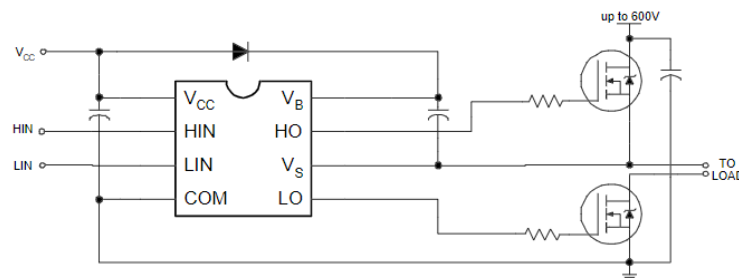 up to 600V
VCC
VCC VB
HIN HIN HO
LIN LIN VS
TO
LOAD
COM LO